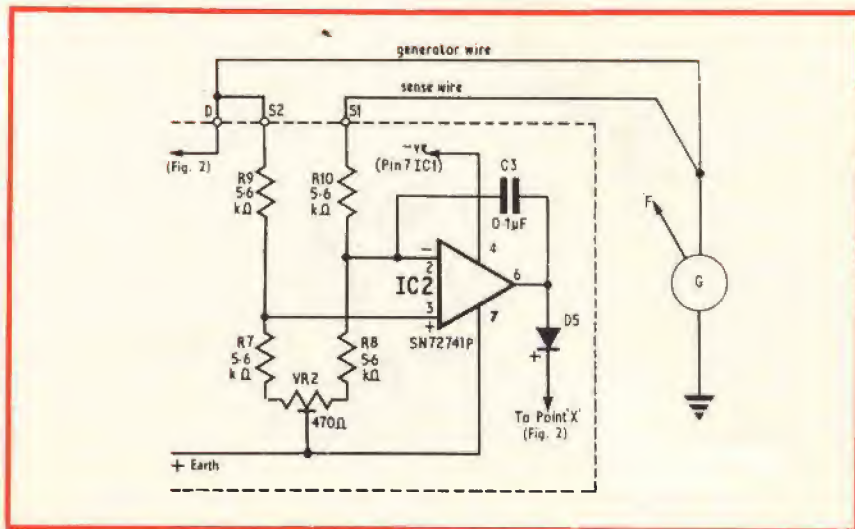 generator wire
sense wire
D
S2
S1
(Fig. 2)
-ve
(Pin 7 IC1)
C3
0·1µF
R9
5·6
kΩ
R10
5·6
kΩ
F
G
-
2
IC2
4
6
3
+
7
SN72741P
D5
+
R7
5·6
kΩ
R8
5·6
kΩ
VR2
470Ω
To Point 'X'
(Fig. 2)
+ Earth